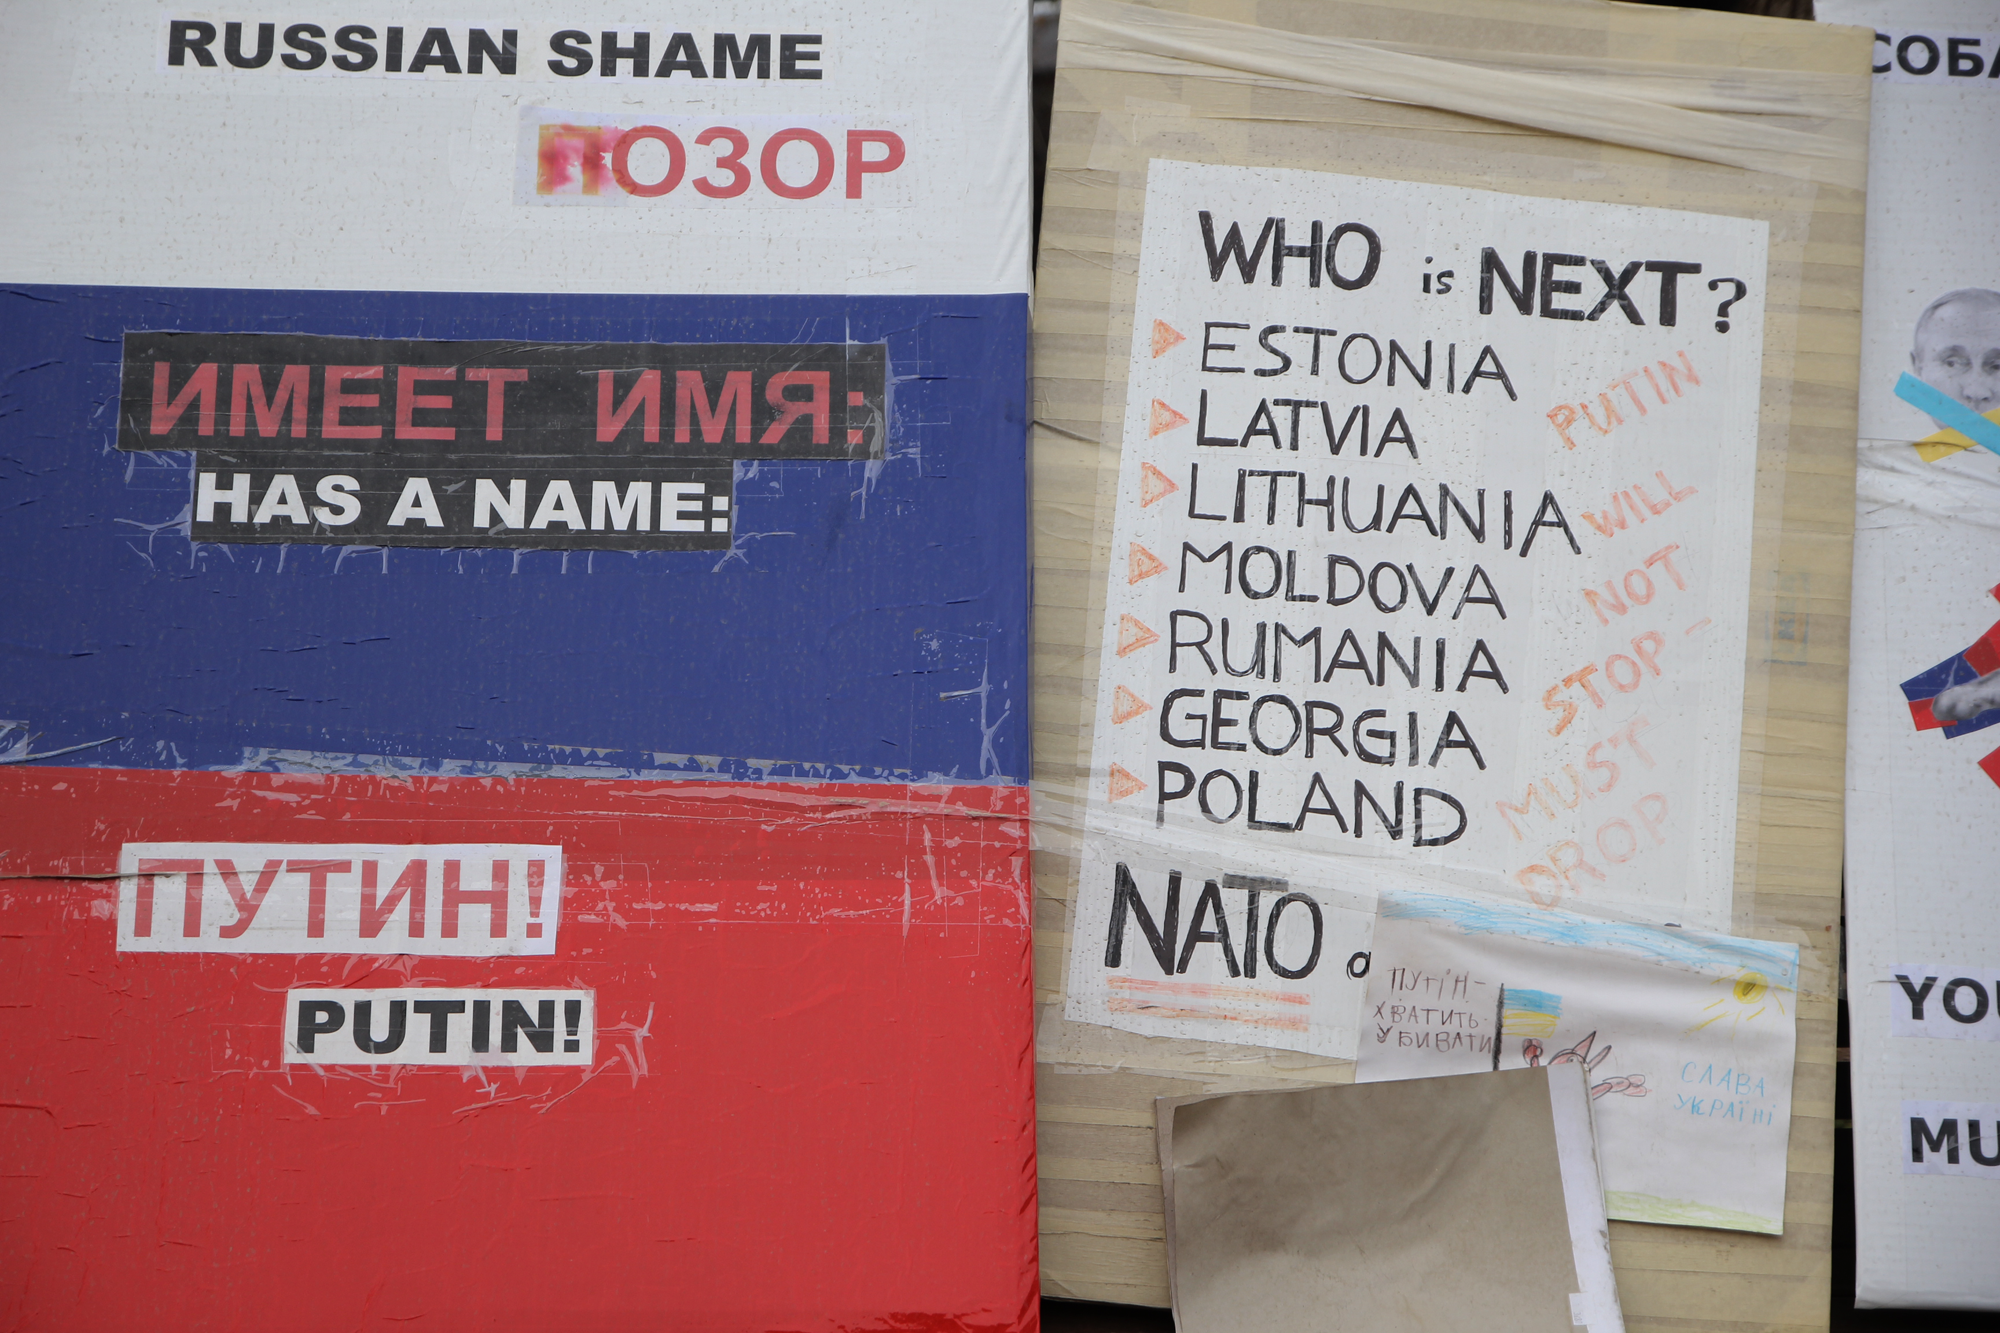 RUSSIAN SHAME
ПОЗОР
ИМЕЕТ ИМЯ:
HAS A NAME:
ПУТИН!
PUTIN!
WHO is NEXT?
ESTONIA
LATVIA
LITHUANIA
MOLDOVA
RUMANIA
GEORGIA
POLAND
PUTIN
WILL
NOT
STOP -
MUST
DROP
NATO
ПУТІН-
ХВАТИТЬ
УБИВАТИ
СЛАВА
УКРАЇНІ
СОБА
YOU
MU